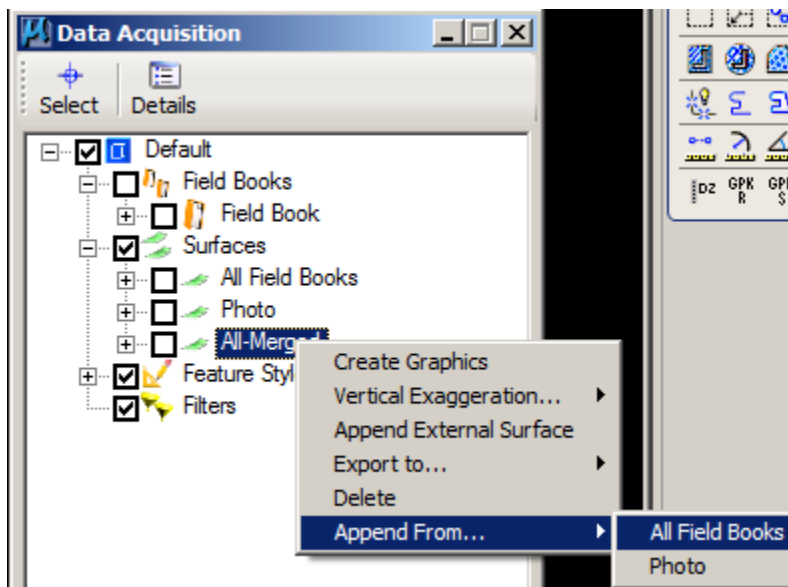 Data Acquisition
Select Details
Default
Field Books
Field Book
Surfaces
All Field Books
Photo
All-Merged
Feature Styl
Filters
Create Graphics
Vertical Exaggeration...
Append External Surface
Export to...
Delete
Append From...
All Field Books
Photo
DZ GPK R GPK S